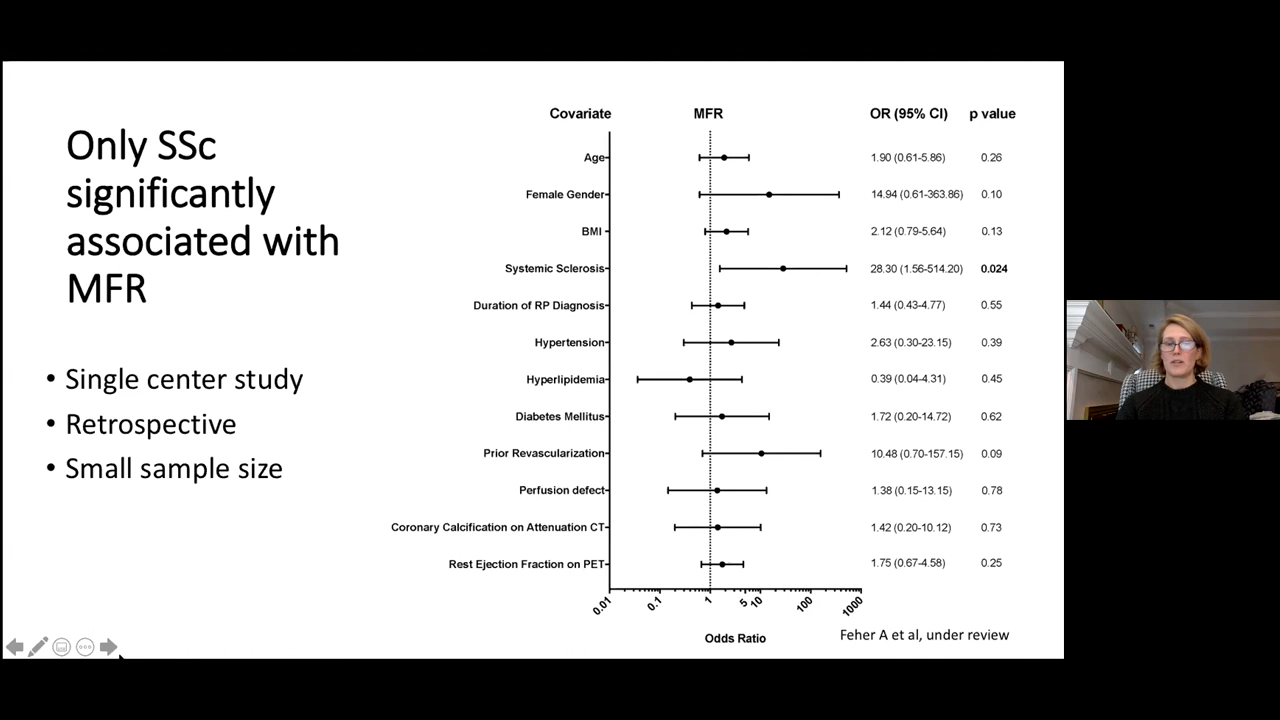 Only SSc
significantly
associated with
MFR
• Single center study
• Retrospective
• Small sample size
Covariate MFR OR (95% CI) p value
Age 1.90 (0.61-5.86) 0.26
Female Gender 14.94 (0.61-363.86) 0.10
BMI 2.12 (0.79-5.64) 0.13
Systemic Sclerosis 28.30 (1.56-514.20) 0.024
Duration of RP Diagnosis 1.44 (0.43-4.77) 0.55
Hypertension 2.63 (0.30-23.15) 0.39
Hyperlipidemia 0.39 (0.04-4.31) 0.45
Diabetes Mellitus 1.72 (0.20-14.72) 0.62
Prior Revascularization 10.48 (0.70-157.15) 0.09
Perfusion defect 1.38 (0.15-13.15) 0.78
Coronary Calcification on Attenuation CT 1.42 (0.20-10.12) 0.73
Rest Ejection Fraction on PET 1.75 (0.67-4.58) 0.25
0.01 0.1 1 5 10 100 1000
Odds Ratio
Feher A et al, under review